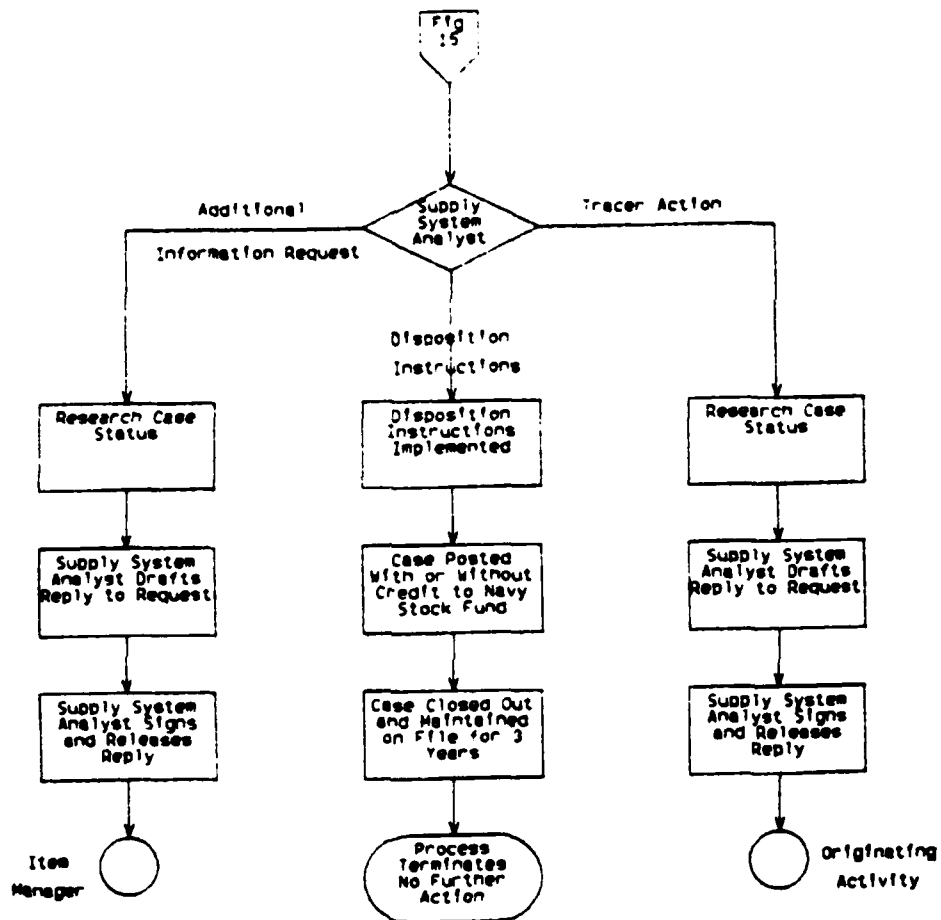 Fig
15
Supply
System
Analyst
Additional
Information Request
Tracer Action
Disposition
Instructions
Research Case
Status
Supply System
Analyst Drafts
Reply to Request
Supply System
Analyst Signs
and Releases
Reply
Item
Manager
Disposition
Instructions
Implemented
Case Posted
With or Without
Credit to Navy
Stock Fund
Case Closed Out
and Maintained
on File for 3
Years
Process
Terminates
No Further
Action
Research Case
Status
Supply System
Analyst Drafts
Reply to Request
Supply System
Analyst Signs
and Releases
Reply
Originating
Activity